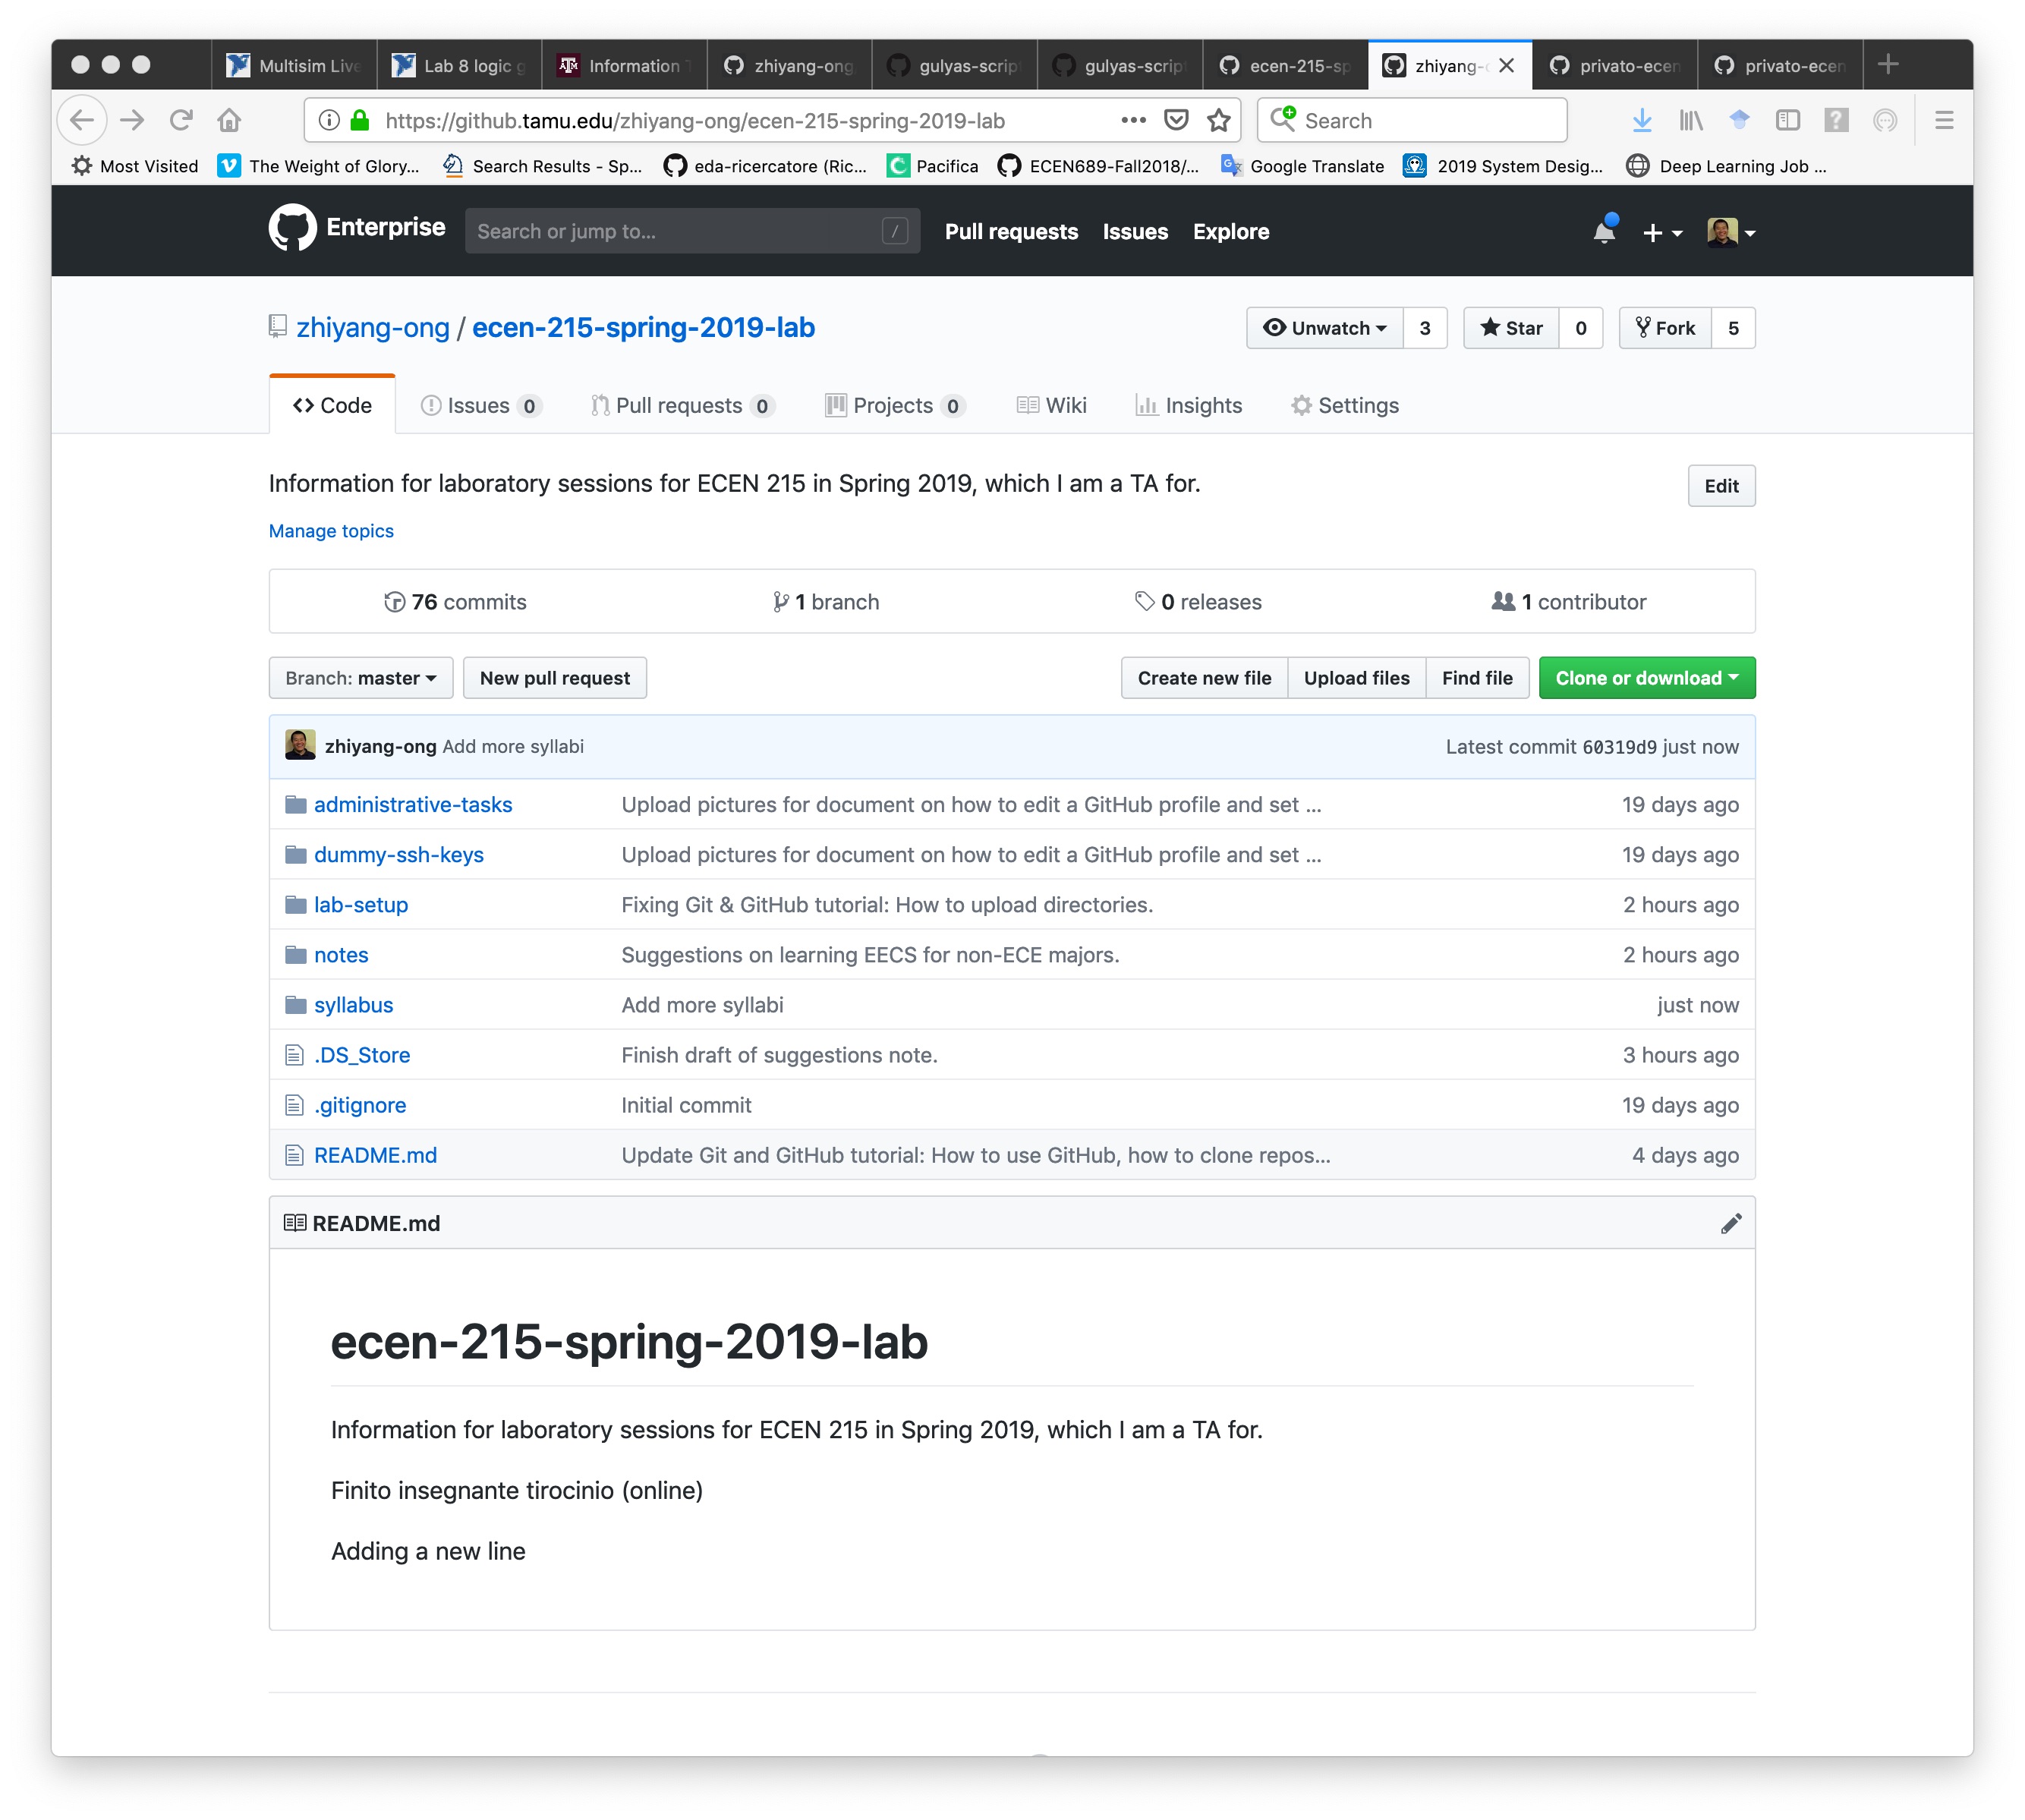 Multisim Live
Lab 8 logic g
Information T
zhiyang-ong
gulyas-script
gulyas-script
ecen-215-sp
zhiyang-o
privato-ecen
privato-ecen
https://github.tamu.edu/zhiyang-ong/ecen-215-spring-2019-lab
Search
Most Visited
The Weight of Glory...
Search Results - Sp...
eda-ricercatore (Ric...
Pacifica
ECEN689-Fall2018/...
Google Translate
2019 System Desig...
Deep Learning Job ...
Enterprise
Search or jump to...
/
Pull requests
Issues
Explore
zhiyang-ong / ecen-215-spring-2019-lab
Unwatch 3
Star 0
Fork 5
Code
Issues 0
Pull requests 0
Projects 0
Wiki
Insights
Settings
Information for laboratory sessions for ECEN 215 in Spring 2019, which I am a TA for.
Edit
Manage topics
76 commits
1 branch
0 releases
1 contributor
Branch: master
New pull request
Create new file
Upload files
Find file
Clone or download
zhiyang-ong Add more syllabi
Latest commit 60319d9 just now
administrative-tasks Upload pictures for document on how to edit a GitHub profile and set ... 19 days ago
dummy-ssh-keys Upload pictures for document on how to edit a GitHub profile and set ... 19 days ago
lab-setup Fixing Git & GitHub tutorial: How to upload directories. 2 hours ago
notes Suggestions on learning EECS for non-ECE majors. 2 hours ago
syllabus Add more syllabi just now
.DS_Store Finish draft of suggestions note. 3 hours ago
.gitignore Initial commit 19 days ago
README.md Update Git and GitHub tutorial: How to use GitHub, how to clone repos... 4 days ago
README.md
ecen-215-spring-2019-lab
Information for laboratory sessions for ECEN 215 in Spring 2019, which I am a TA for.
Finito insegnante tirocinio (online)
Adding a new line